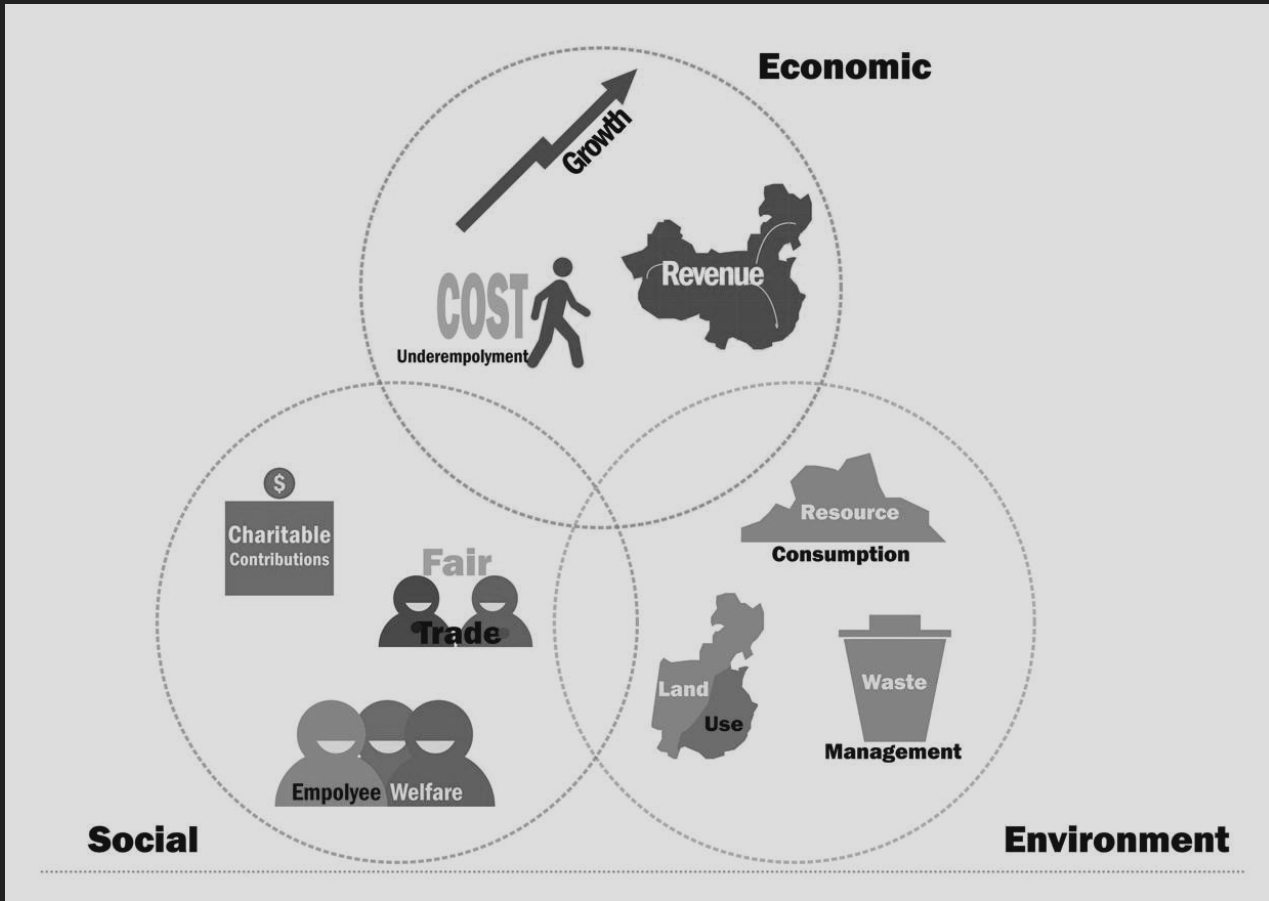 Economic
Growth
Revenue
COST
Underempolyment
$
Charitable
Contributions
Fair
Trade
Empolyee Welfare
Social
Resource
Consumption
Land
Use
Waste
Management
Environment